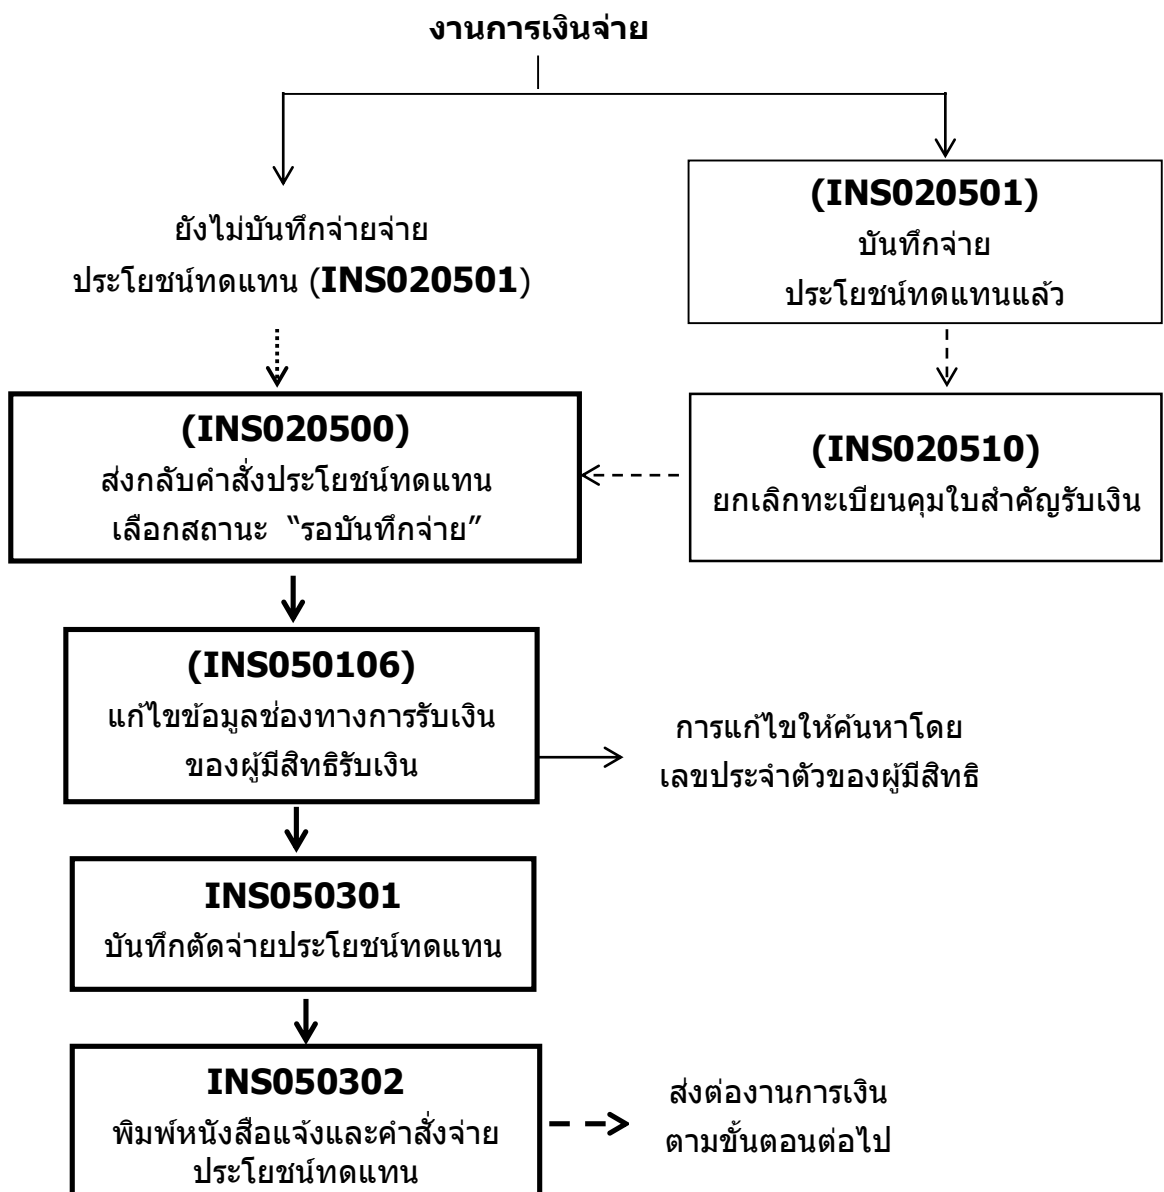 งานการเงินจ่าย
ยังไม่บันทึกจ่ายจ่าย
ประโยชน์ทดแทน (INS020501)
(INS020501)
บันทึกจ่าย
ประโยชน์ทดแทนแล้ว
(INS020500)
ส่งกลับคำสั่งประโยชน์ทดแทน
เลือกสถานะ “รอบันทึกจ่าย”
(INS020510)
ยกเลิกทะเบียนคุมใบสำคัญรับเงิน
(INS050106)
แก้ไขข้อมูลช่องทางการรับเงิน
ของผู้มีสิทธิรับเงิน
การแก้ไขให้ค้นหาโดย
เลขประจำตัวของผู้มีสิทธิ
INS050301
บันทึกตัดจ่ายประโยชน์ทดแทน
INS050302
พิมพ์หนังสือแจ้งและคำสั่งจ่าย
ประโยชน์ทดแทน
ส่งต่องานการเงิน
ตามขั้นตอนต่อไป